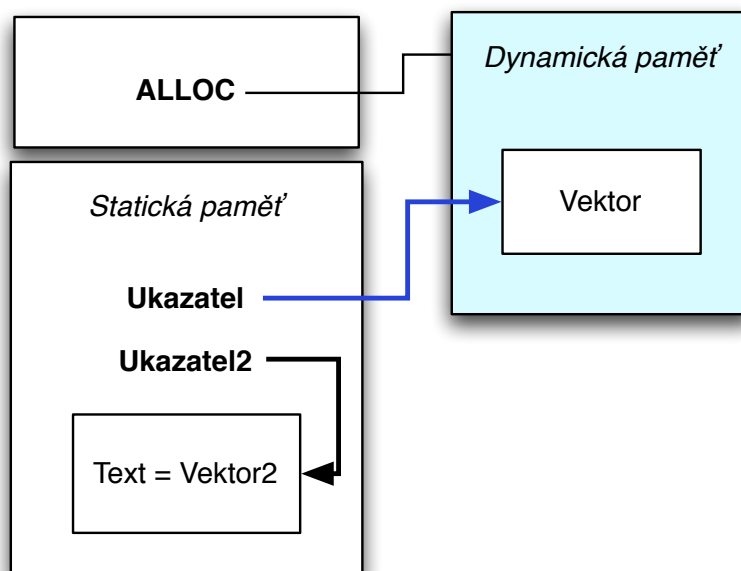 ALLOC
Dynamická paměť
Vektor
Statická paměť
Ukazatel
Ukazatel2
Text = Vektor2